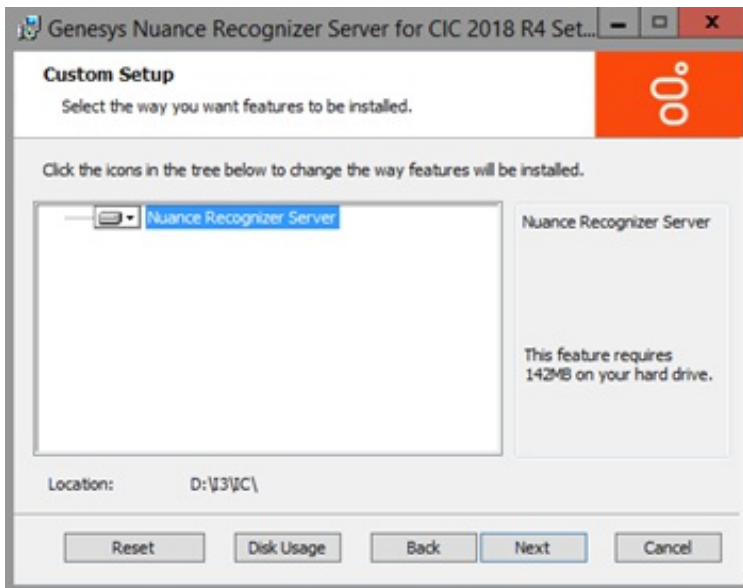 Genesys Nuance Recognizer Server for CIC 2018 R4 Set...
Custom Setup
Select the way you want features to be installed.
Click the icons in the tree below to change the way features will be installed.
Nuance Recognizer Server
Nuance Recognizer Server
This feature requires
142MB on your hard drive.
Location: D:\I3\IC\
Reset Disk Usage Back Next Cancel